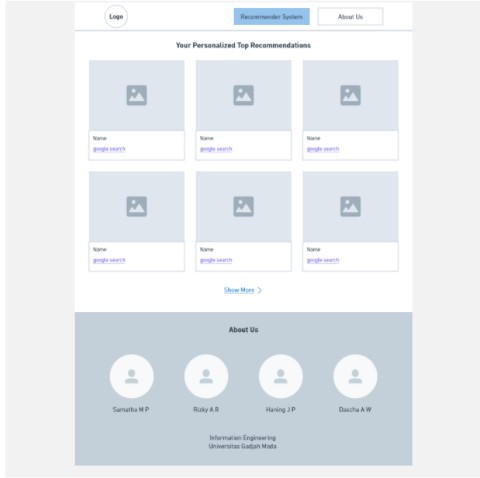 Logo
Recommender System
About Us
Your Personalized Top Recommendations
Name
google search
Name
google search
Name
google search
Name
google search
Name
google search
Name
google search
Show More >
About Us
Samatha M P
Rizky A R
Haning J P
Dascha A W
Information Engineering
Universitas Gadjah Mada